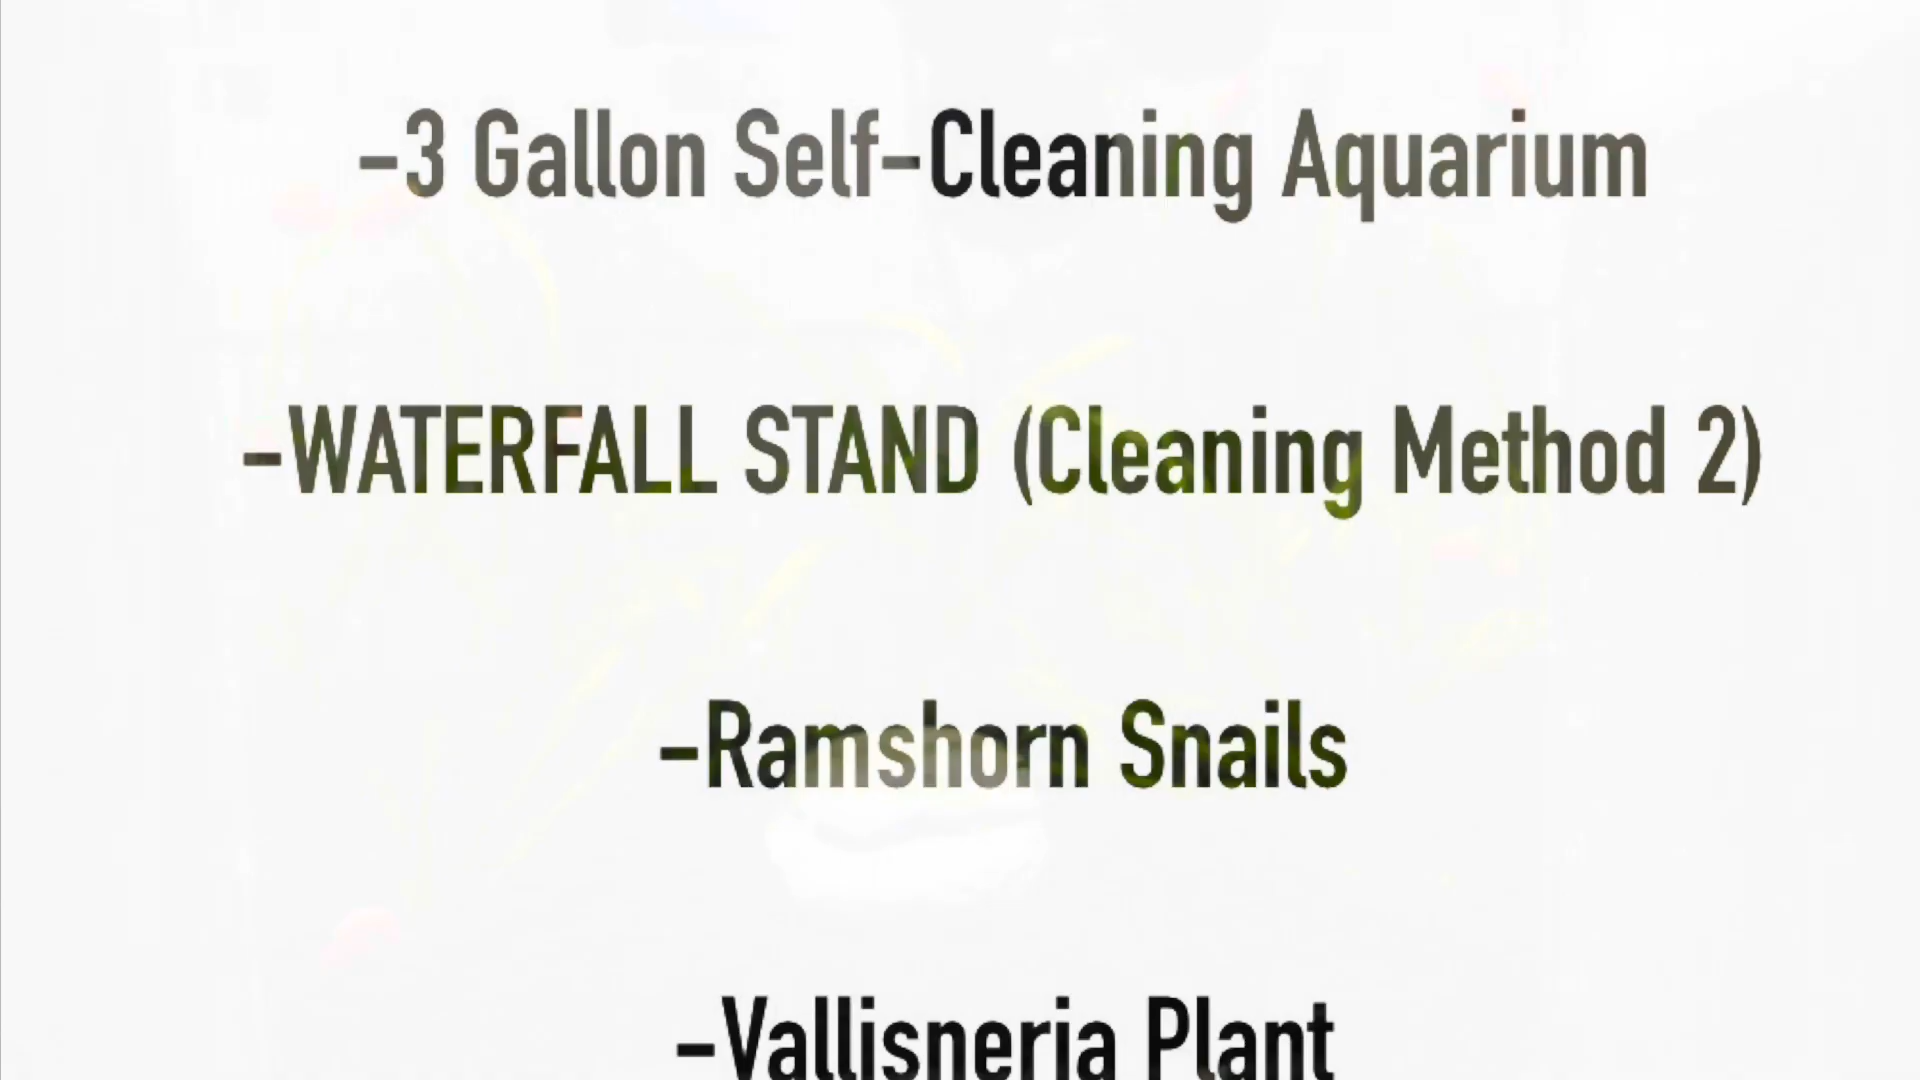 -3 Gallon Self-Cleaning Aquarium
-WATERFALL STAND (Cleaning Method 2)
-Ramshorn Snails
-Vallisneria Plant